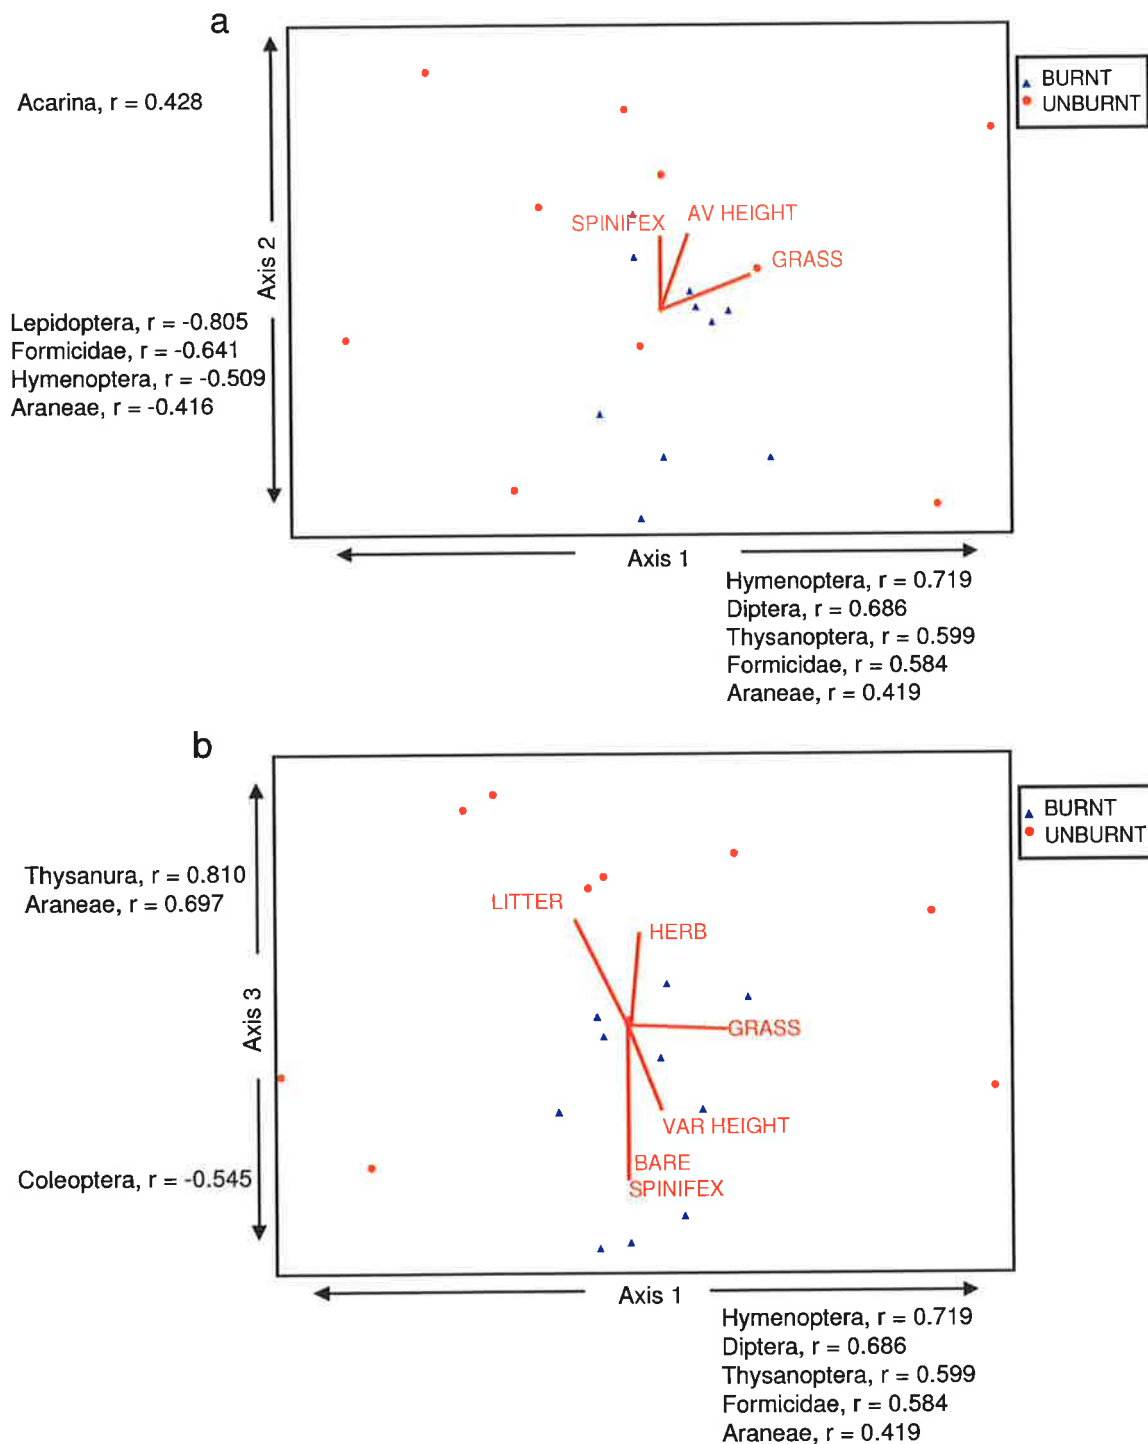 a
Acarina, r = 0.428
BURNT
UNBURNT
SPINIFEX
AV HEIGHT
GRASS
Axis 2
Lepidoptera, r = -0.805
Formicidae, r = -0.641
Hymenoptera, r = -0.509
Araneae, r = -0.416
Axis 1
Hymenoptera, r = 0.719
Diptera, r = 0.686
Thysanoptera, r = 0.599
Formicidae, r = 0.584
Araneae, r = 0.419
b
BURNT
UNBURNT
Thysanura, r = 0.810
Araneae, r = 0.697
LITTER
HERB
GRASS
Axis 3
VAR HEIGHT
BARE
SPINIFEX
Coleoptera, r = -0.545
Axis 1
Hymenoptera, r = 0.719
Diptera, r = 0.686
Thysanoptera, r = 0.599
Formicidae, r = 0.584
Araneae, r = 0.419